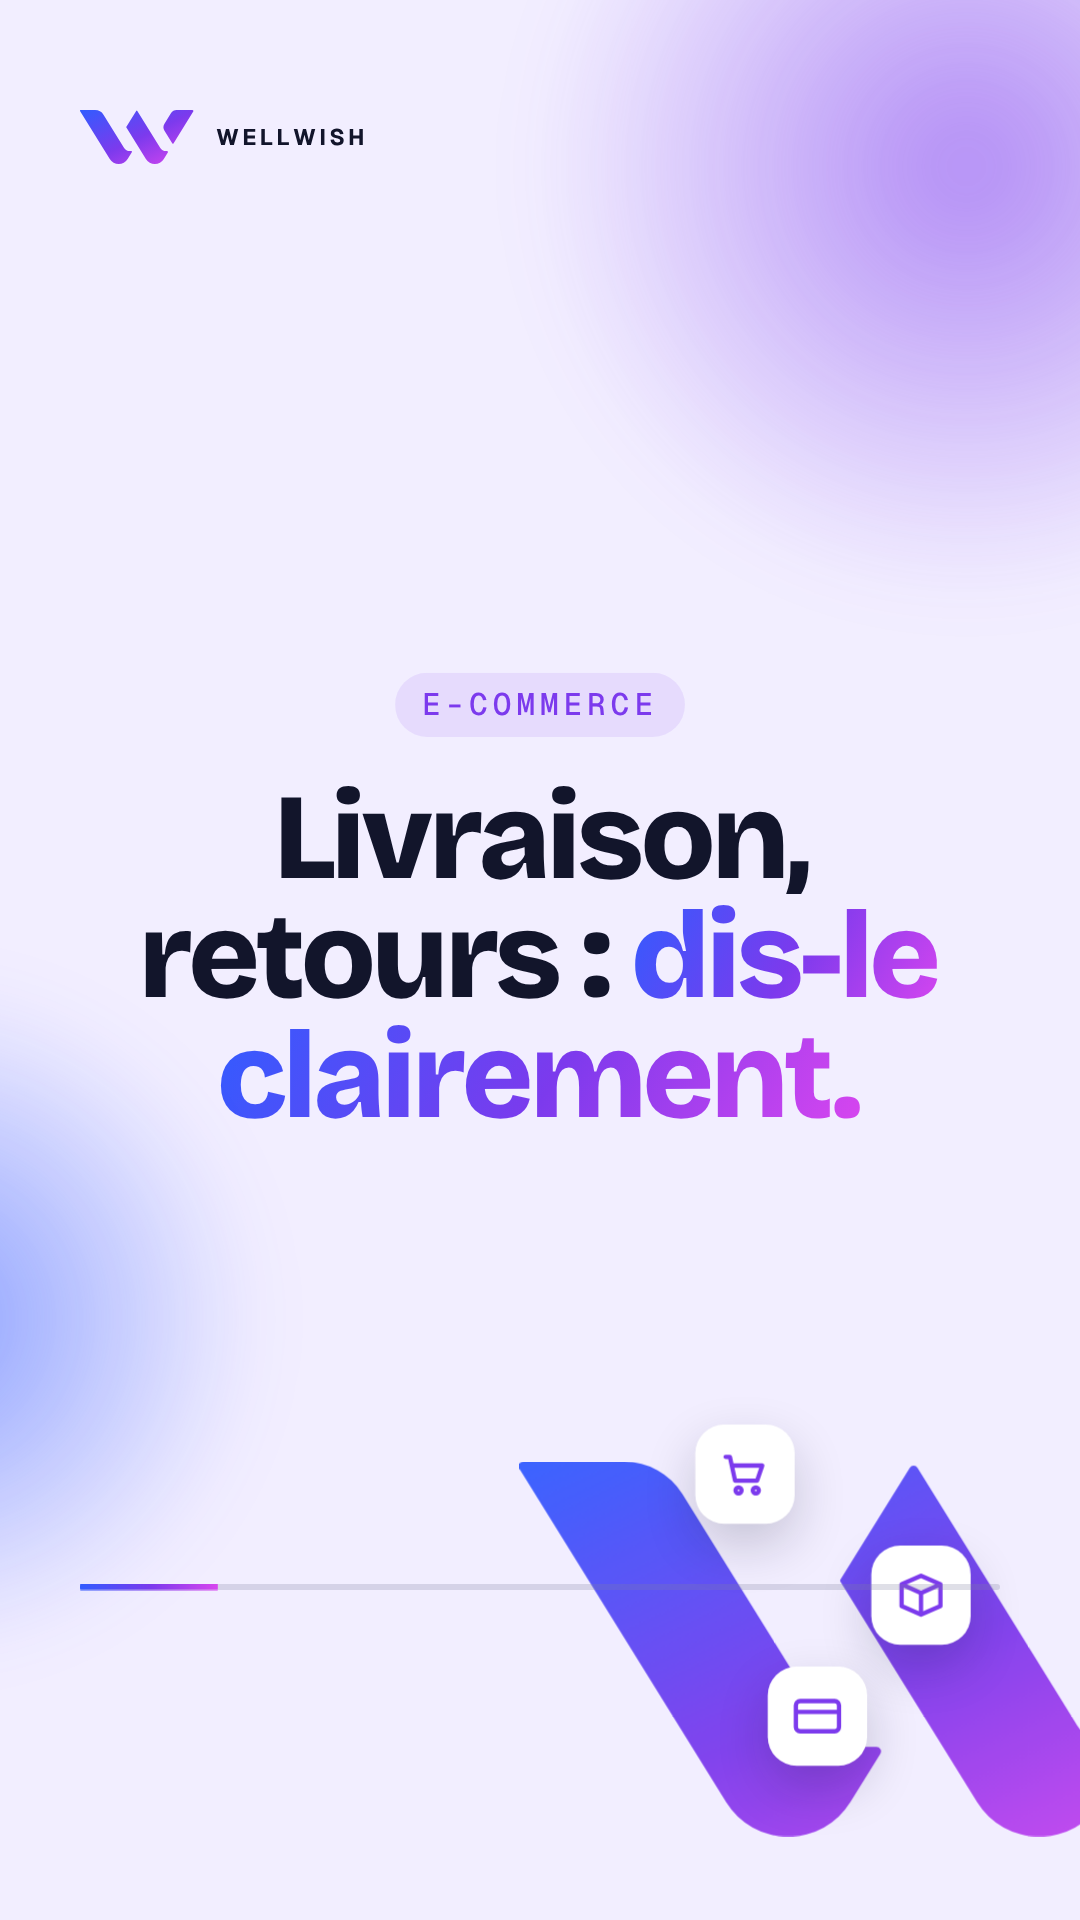 WELLWISH
E-COMMERCE
Livraison,
retours : dis-le
clairement.